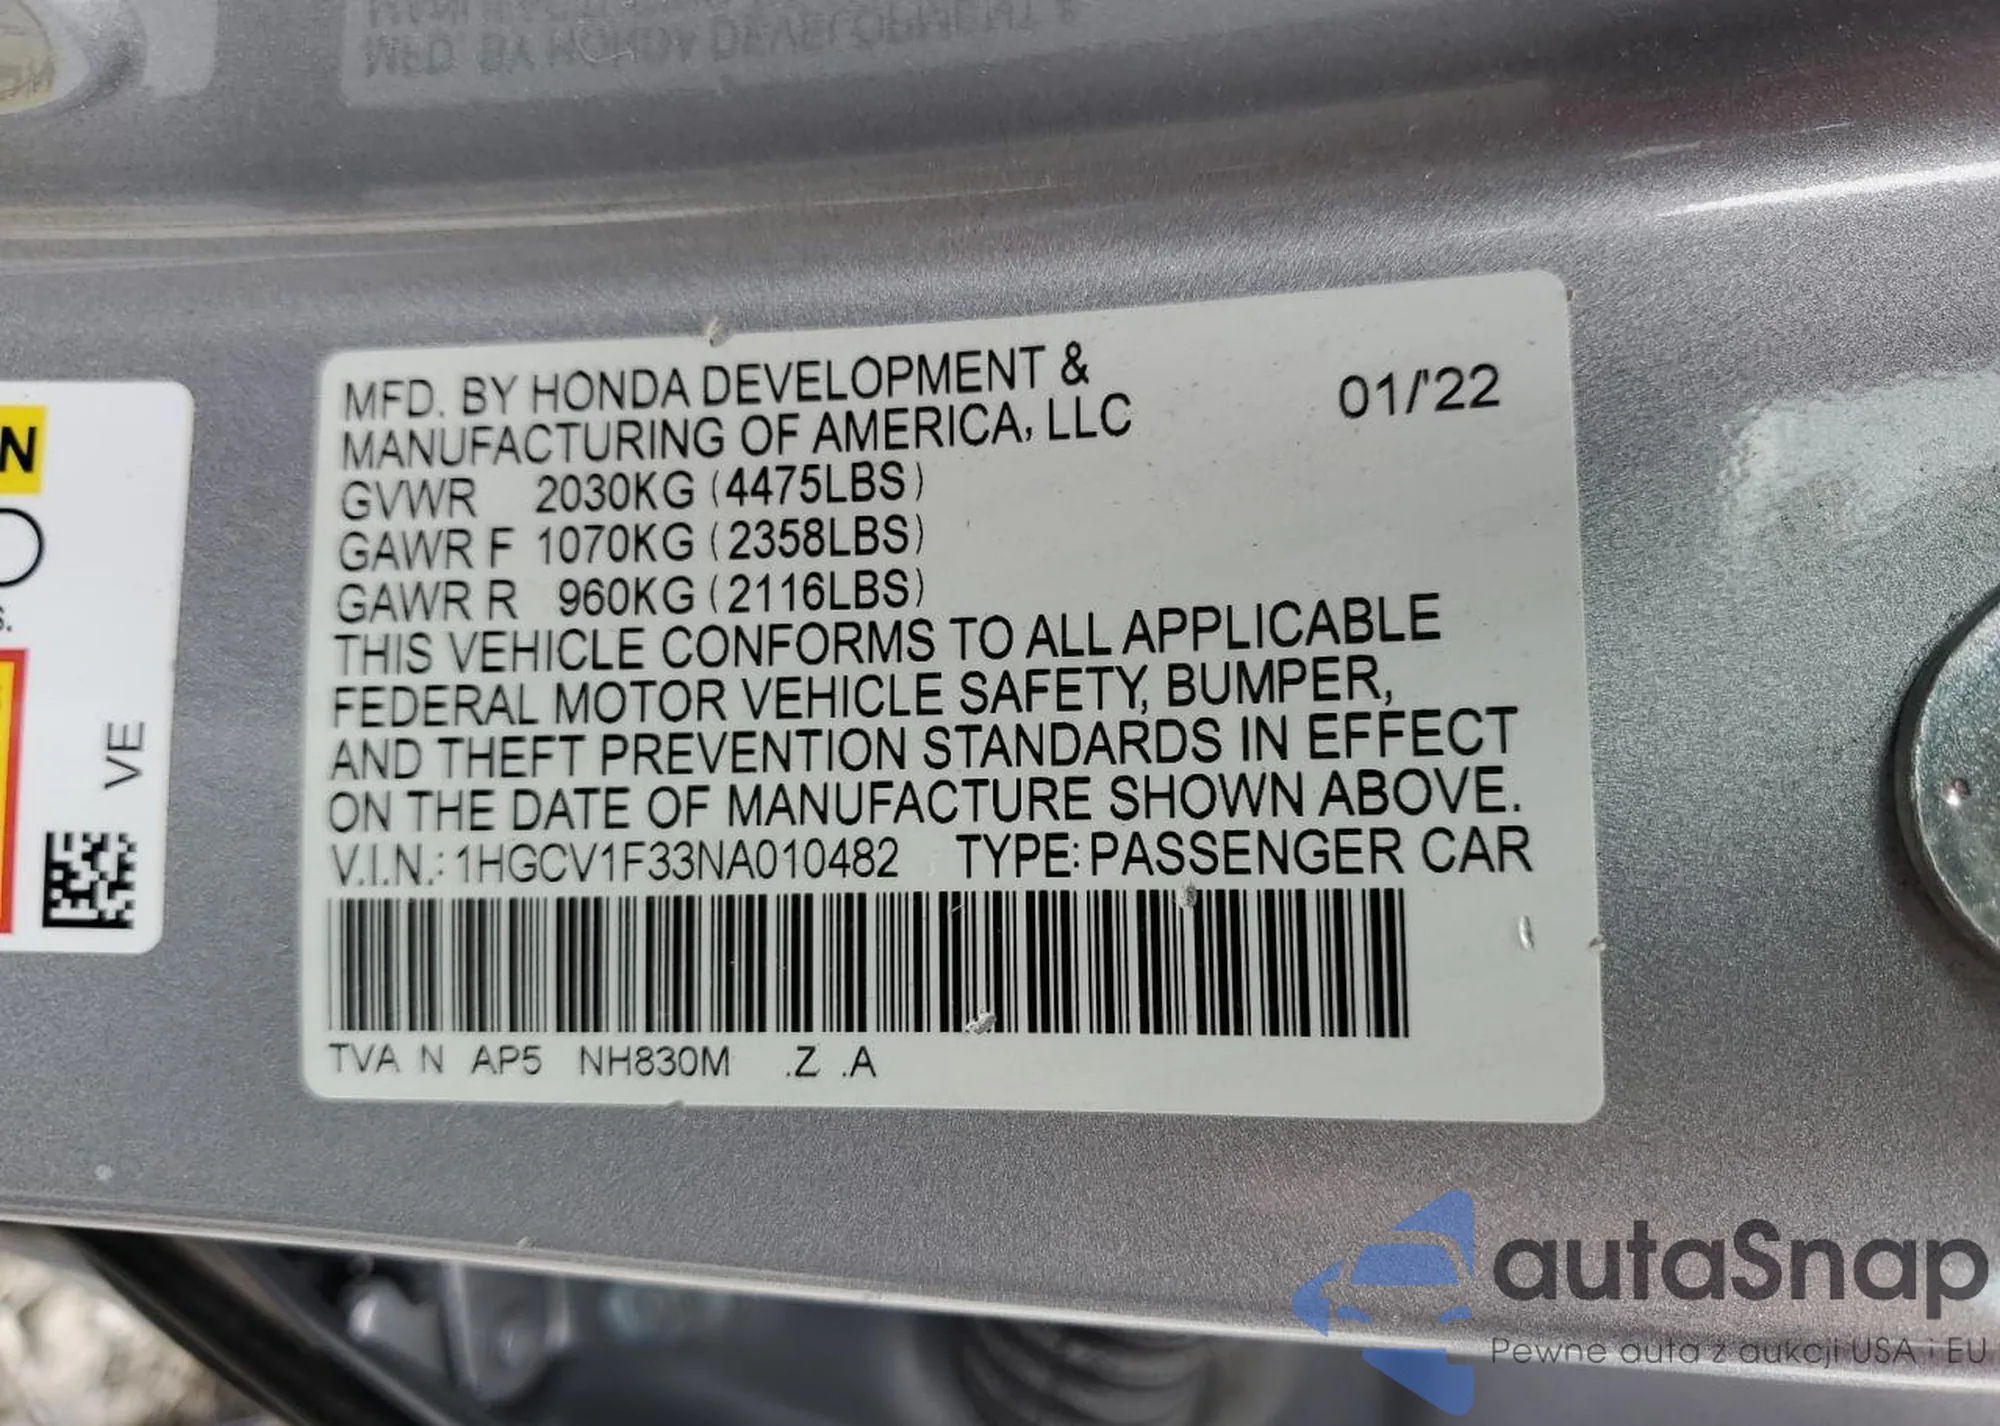 MFD. BY HONDA DEVELOPMENT &
MANUFACTURING OF AMERICA, LLC
01/'22
GVWR 2030KG (4475LBS)
GAWR F 1070KG (2358LBS)
GAWR R 960KG (2116LBS)
THIS VEHICLE CONFORMS TO ALL APPLICABLE
FEDERAL MOTOR VEHICLE SAFETY, BUMPER,
AND THEFT PREVENTION STANDARDS IN EFFECT
ON THE DATE OF MANUFACTURE SHOWN ABOVE.
V.I.N.: 1HGCV1F33NA010482 TYPE: PASSENGER CAR
TVA N AP5 NH830M .Z .A
VE
autaSnap
Pewne auta z aukcji USA i EU